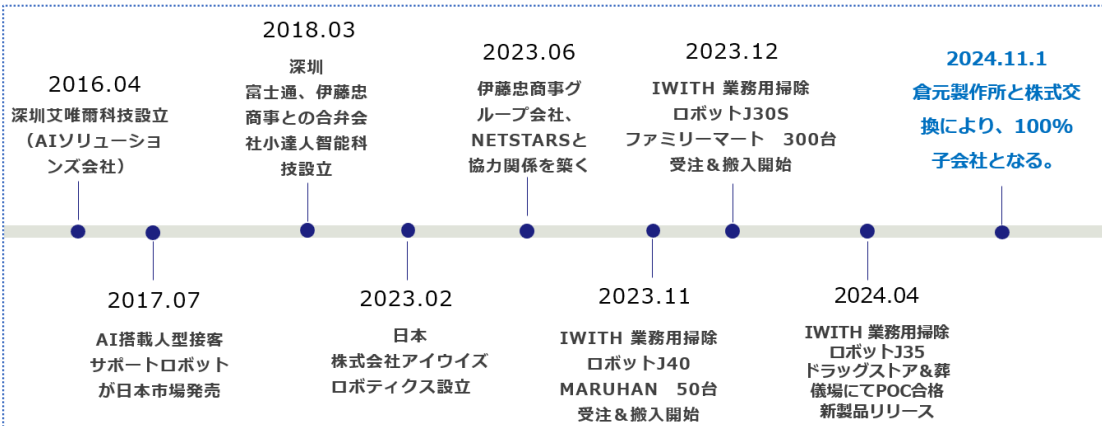 2016.04
深圳艾唯爾科技設立
（AIソリューショ
ンズ会社）
2017.07
AI搭載人型接客
サポートロボット
が日本市場発売
2018.03
深圳
富士通、伊藤忠
商事との合弁会
社小達人智能科
技設立
2023.02
日本
株式会社アイウイズ
ロボティクス設立
2023.06
伊藤忠商事グ
ループ会社、
NETSTARSと
協力関係を築く
2023.11
IWITH 業務用掃除
ロボットJ40
MARUHAN　50台
受注＆搬入開始
2023.12
IWITH 業務用掃除
ロボットJ30S
ファミリーマート　300台
受注＆搬入開始
2024.04
IWITH 業務用掃除
ロボットJ35
ドラッグストア＆葬
儀場にてPOC合格
新製品リリース
2024.11.1
倉元製作所と株式交
換により、100%
子会社となる。